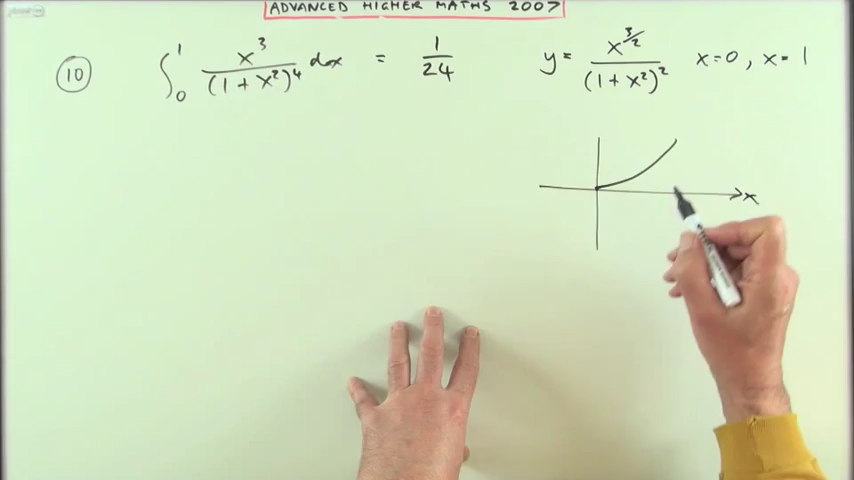 ADVANCED HIGHER MATHS 2007
10 ∫₀¹ x³/(1 + x²)⁴ dx = 1/24 y = x^(3/2)/(1 + x²)² x=0, x=1
x